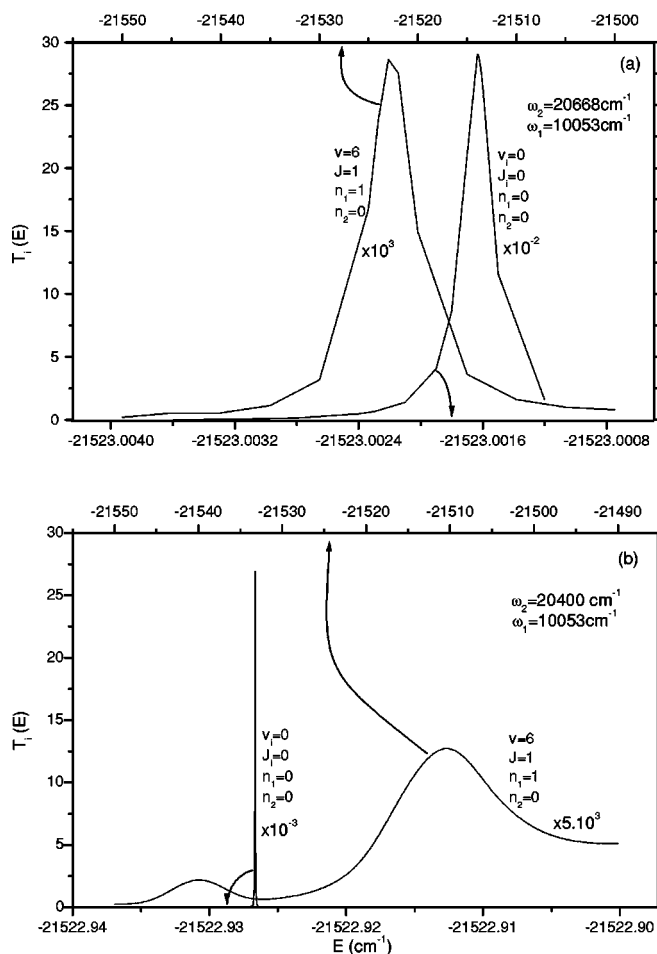 -21550 -21540 -21530 -21520 -21510 -21500
30
25
20
15
10
5
0
T_i (E)
(a)
ω₂=20668cm⁻¹
ω₁=10053cm⁻¹
v=6
J=1
n₁=1
n₂=0
x10³
vᵢ=0
Jᵢ=0
n₁=0
n₂=0
x10⁻²
-21523.0040 -21523.0032 -21523.0024 -21523.0016 -21523.0008
-21550 -21540 -21530 -21520 -21510 -21500 -21490
30
25
20
15
10
5
0
T_i (E)
(b)
ω₂=20400 cm⁻¹
ω₁=10053cm⁻¹
vᵢ=0
Jᵢ=0
n₁=0
n₂=0
x10⁻³
v=6
J=1
n₁=1
n₂=0
x5.10³
-21522.94 -21522.93 -21522.92 -21522.91 -21522.90
E (cm⁻¹)